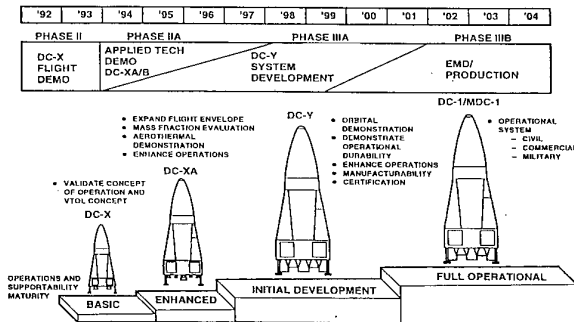 '92 '93 '94 '95 '96 '97 '98 '99 '00 '01 '02 '03 '04
PHASE II PHASE IIA PHASE IIIA PHASE IIIB
DC-X
FLIGHT
DEMO
APPLIED TECH
DEMO
DC-XA/B
DC-Y
SYSTEM
DEVELOPMENT
EMD/
PRODUCTION
• VALIDATE CONCEPT
OF OPERATION AND
VTOL CONCEPT
DC-X
• EXPAND FLIGHT ENVELOPE
• MASS FRACTION EVALUATION
• AEROTHERMAL
DEMONSTRATION
• ENHANCE OPERATIONS
DC-XA
DC-Y
• ORBITAL
DEMONSTRATION
• DEMONSTRATE
OPERATIONAL
DURABILITY
• ENHANCE OPERATIONS
• MANUFACTURABILITY
• CERTIFICATION
DC-1/MDC-1
• OPERATIONAL
SYSTEM
– CIVIL
– COMMERCIAL
– MILITARY
OPERATIONS AND
SUPPORTABILITY
MATURITY
BASIC
ENHANCED
INITIAL DEVELOPMENT
FULL OPERATIONAL